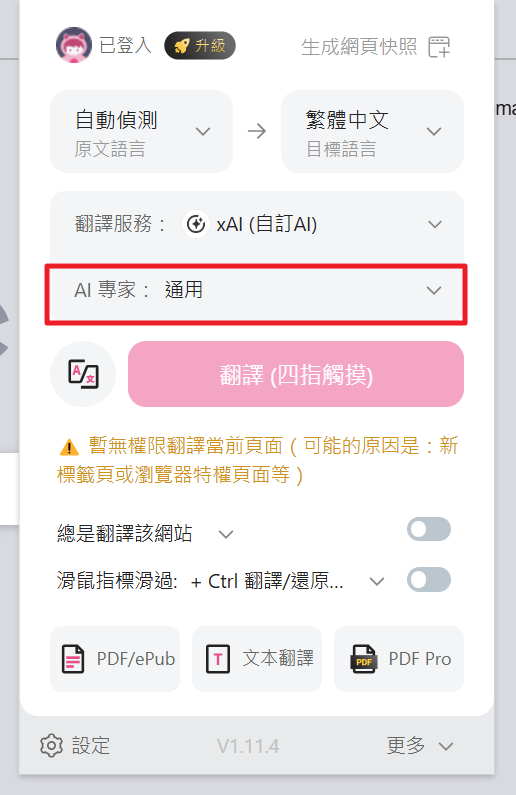 已登入 升級 生成網頁快照
自動偵測 繁體中文
原文語言 目標語言
翻譯服務： xAI (自訂AI)
AI 專家： 通用
翻譯 (四指觸摸)
暫無權限翻譯當前頁面（可能的原因是：新
標籤頁或瀏覽器特權頁面等）
總是翻譯該網站
滑鼠指標滑過: + Ctrl 翻譯/還原...
PDF/ePub T 文本翻譯 PDF PDF Pro
設定 V1.11.4 更多